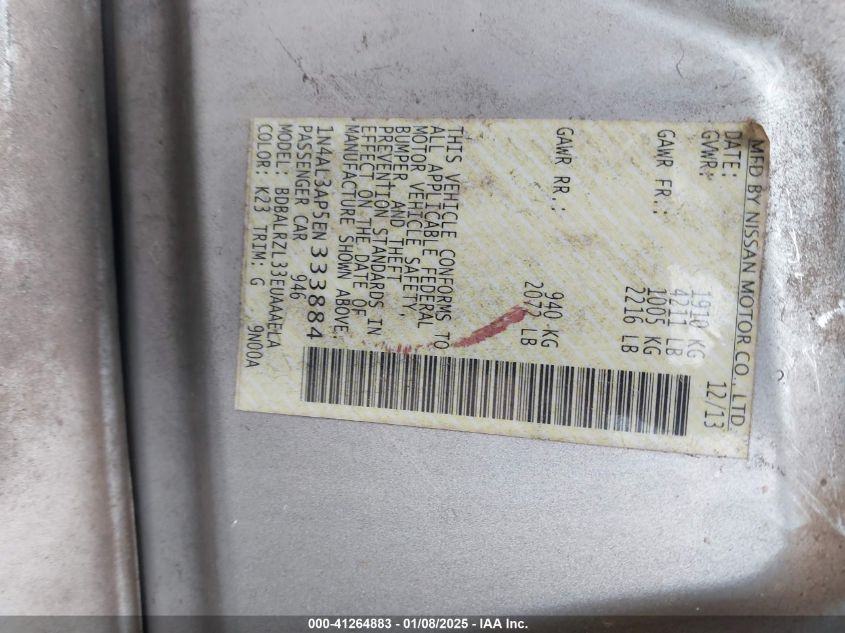 MFD BY NISSAN MOTOR CO., LTD.
DATE: 12/13
GVWR: 1910 KG
4211 LB
GAWR FR.: 1005 KG
2216 LB
GAWR RR.: 940 KG
2072 LB
THIS VEHICLE CONFORMS TO
ALL APPLICABLE FEDERAL
MOTOR VEHICLE SAFETY,
BUMPER AND THEFT
PREVENTION STANDARDS IN
EFFECT ON THE DATE OF
MANUFACTURE SHOWN ABOVE.
1N4AL3AP5EN333884
PASSENGER CAR 946
MODEL: BDBALRZL33EUAAAELA
COLOR: K23 TRIM: G 9N00A
000-41264883 - 01/08/2025 - IAA Inc.